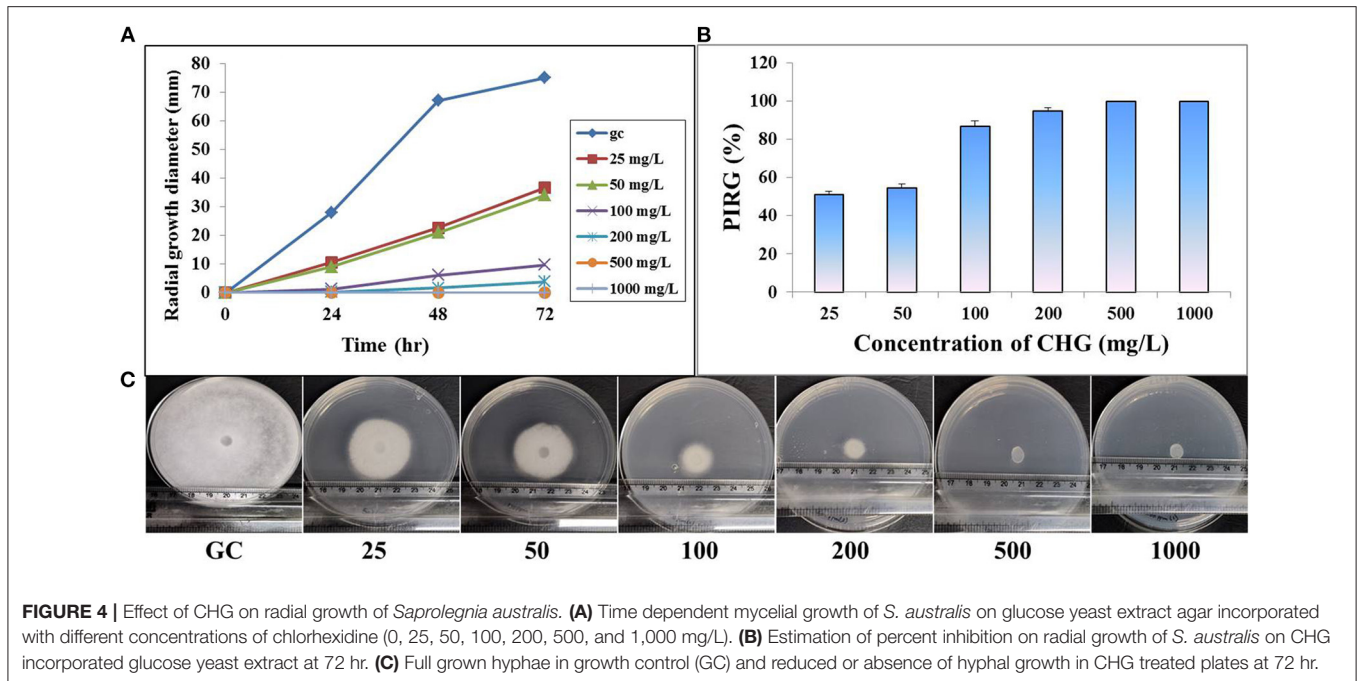 A
B
Radial growth diameter (mm)
80
70
60
50
40
30
20
10
0
0 24 48 72
Time (hr)
gc
25 mg/L
50 mg/L
100 mg/L
200 mg/L
500 mg/L
1000 mg/L
PIRG (%)
120
100
80
60
40
20
0
25 50 100 200 500 1000
Concentration of CHG (mg/L)
C
GC 25 50 100 200 500 1000
FIGURE 4 | Effect of CHG on radial growth of Saprolegnia australis. (A) Time dependent mycelial growth of S. australis on glucose yeast extract agar incorporated
with different concentrations of chlorhexidine (0, 25, 50, 100, 200, 500, and 1,000 mg/L). (B) Estimation of percent inhibition on radial growth of S. australis on CHG
incorporated glucose yeast extract at 72 hr. (C) Full grown hyphae in growth control (GC) and reduced or absence of hyphal growth in CHG treated plates at 72 hr.